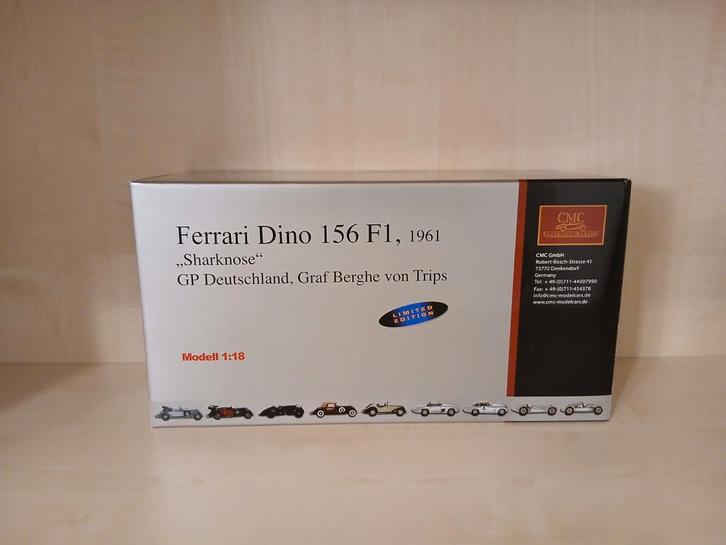 Ferrari Dino 156 F1, 1961
„Sharknose“
GP Deutschland, Graf Berghe von Trips
LIMITED
EDITION
Modell 1:18
CMC
CMC GmbH
Robert-Bosch-Strasse 41
73770 Denkendorf
Germany
Tel: + 49-(0)711-44007990
Fax: + 49-(0)711-454378
info@cmc-modelcars.de
www.cmc-modelcars.de